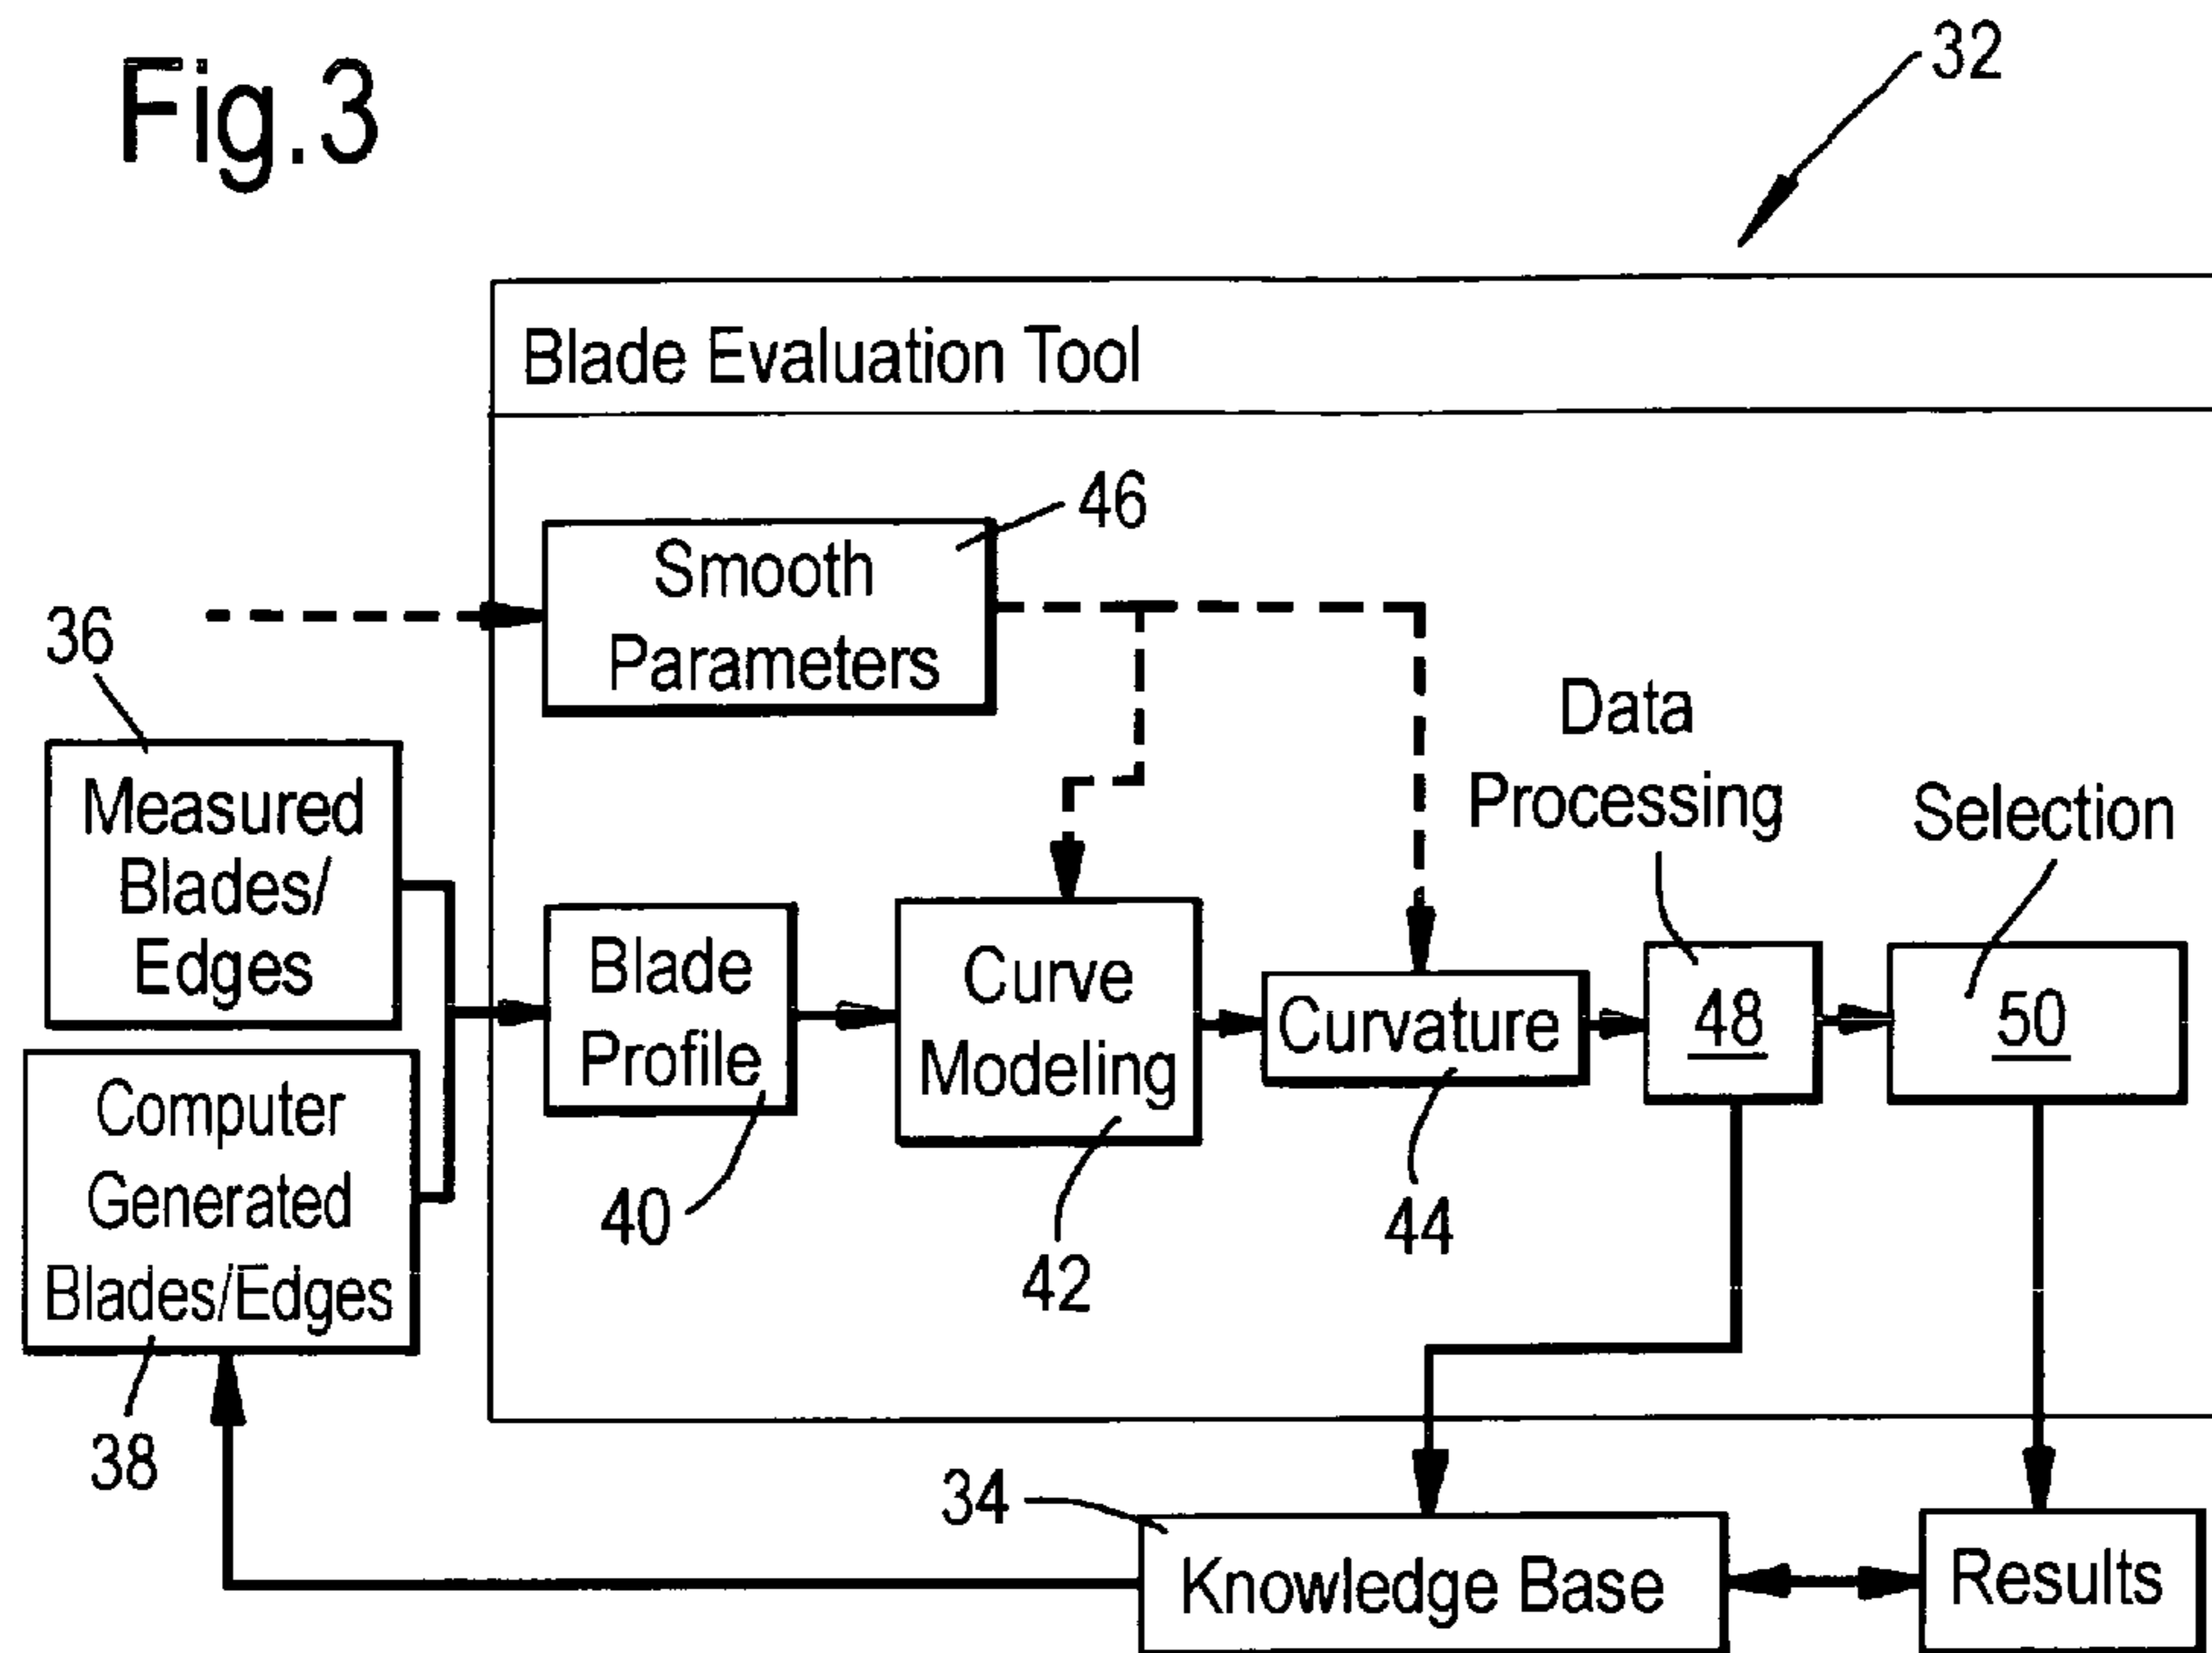 Fig.3
32
Blade Evaluation Tool
46
Smooth
Parameters
36
Measured
Blades/
Edges
Data
Processing
Selection
Blade
Profile
Curve
Modeling
Curvature
48
50
Computer
Generated
Blades/Edges
40
42
44
38
34
Knowledge Base
Results